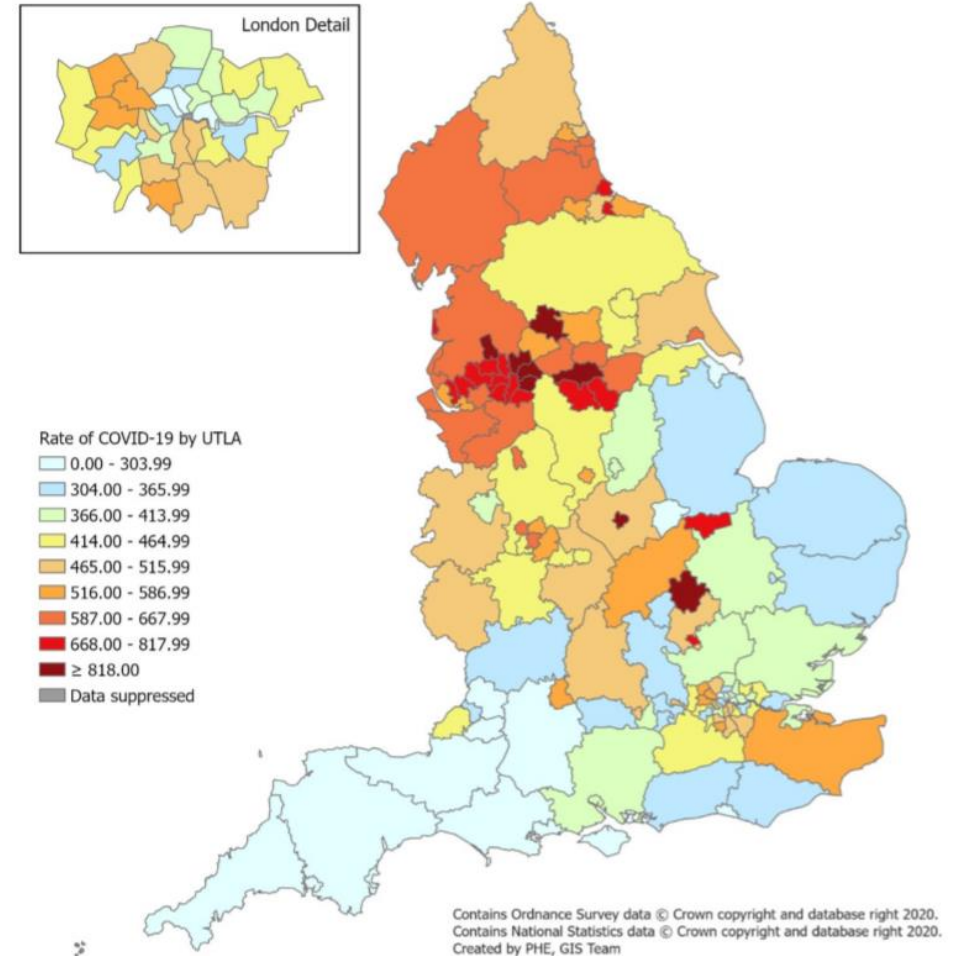 London Detail
Rate of COVID-19 by UTLA
0.00 - 303.99
304.00 - 365.99
366.00 - 413.99
414.00 - 464.99
465.00 - 515.99
516.00 - 586.99
587.00 - 667.99
668.00 - 817.99
≥ 818.00
Data suppressed
Contains Ordnance Survey data © Crown copyright and database right 2020.
Contains National Statistics data © Crown copyright and database right 2020.
Created by PHE, GIS Team